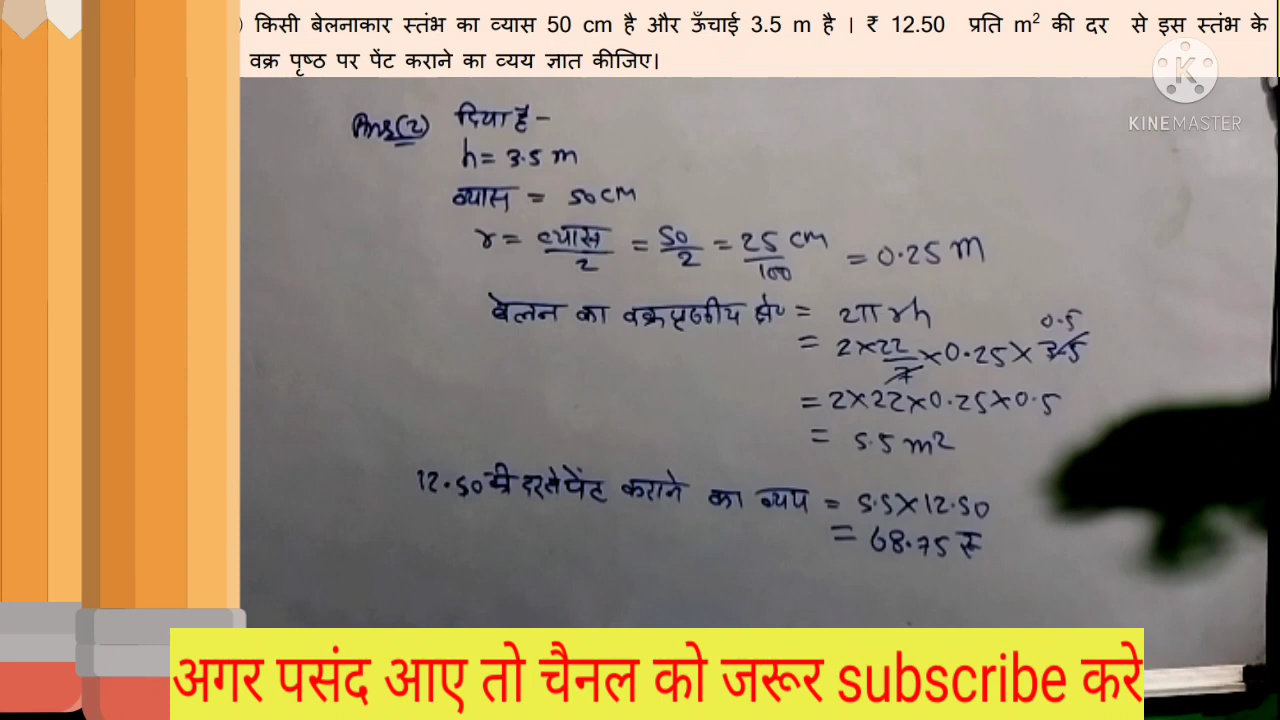 ) किसी बेलनाकार स्तंभ का व्यास 50 cm है और ऊँचाई 3.5 m है । ₹ 12.50 प्रति m² की दर से इस स्तंभ के
वक्र पृष्ठ पर पेंट कराने का व्यय ज्ञात कीजिए।
K
KINEMASTER
Ans(2) दिया है -
h = 3.5 m
व्यास = 50 cm
r = व्यास/2 = 50/2 = 25/100 cm = 0.25 m
बेलन का वक्रपृष्ठीय क्षे० = 2πrh
= 2×22/7×0.25×3.5 0.5
= 2×22×0.25×0.5
= 5.5 m²
12.50 की दर से पेंट कराने का व्यय = 5.5×12.50
= 68.75 रू
अगर पसंद आए तो चैनल को जरूर subscribe करे